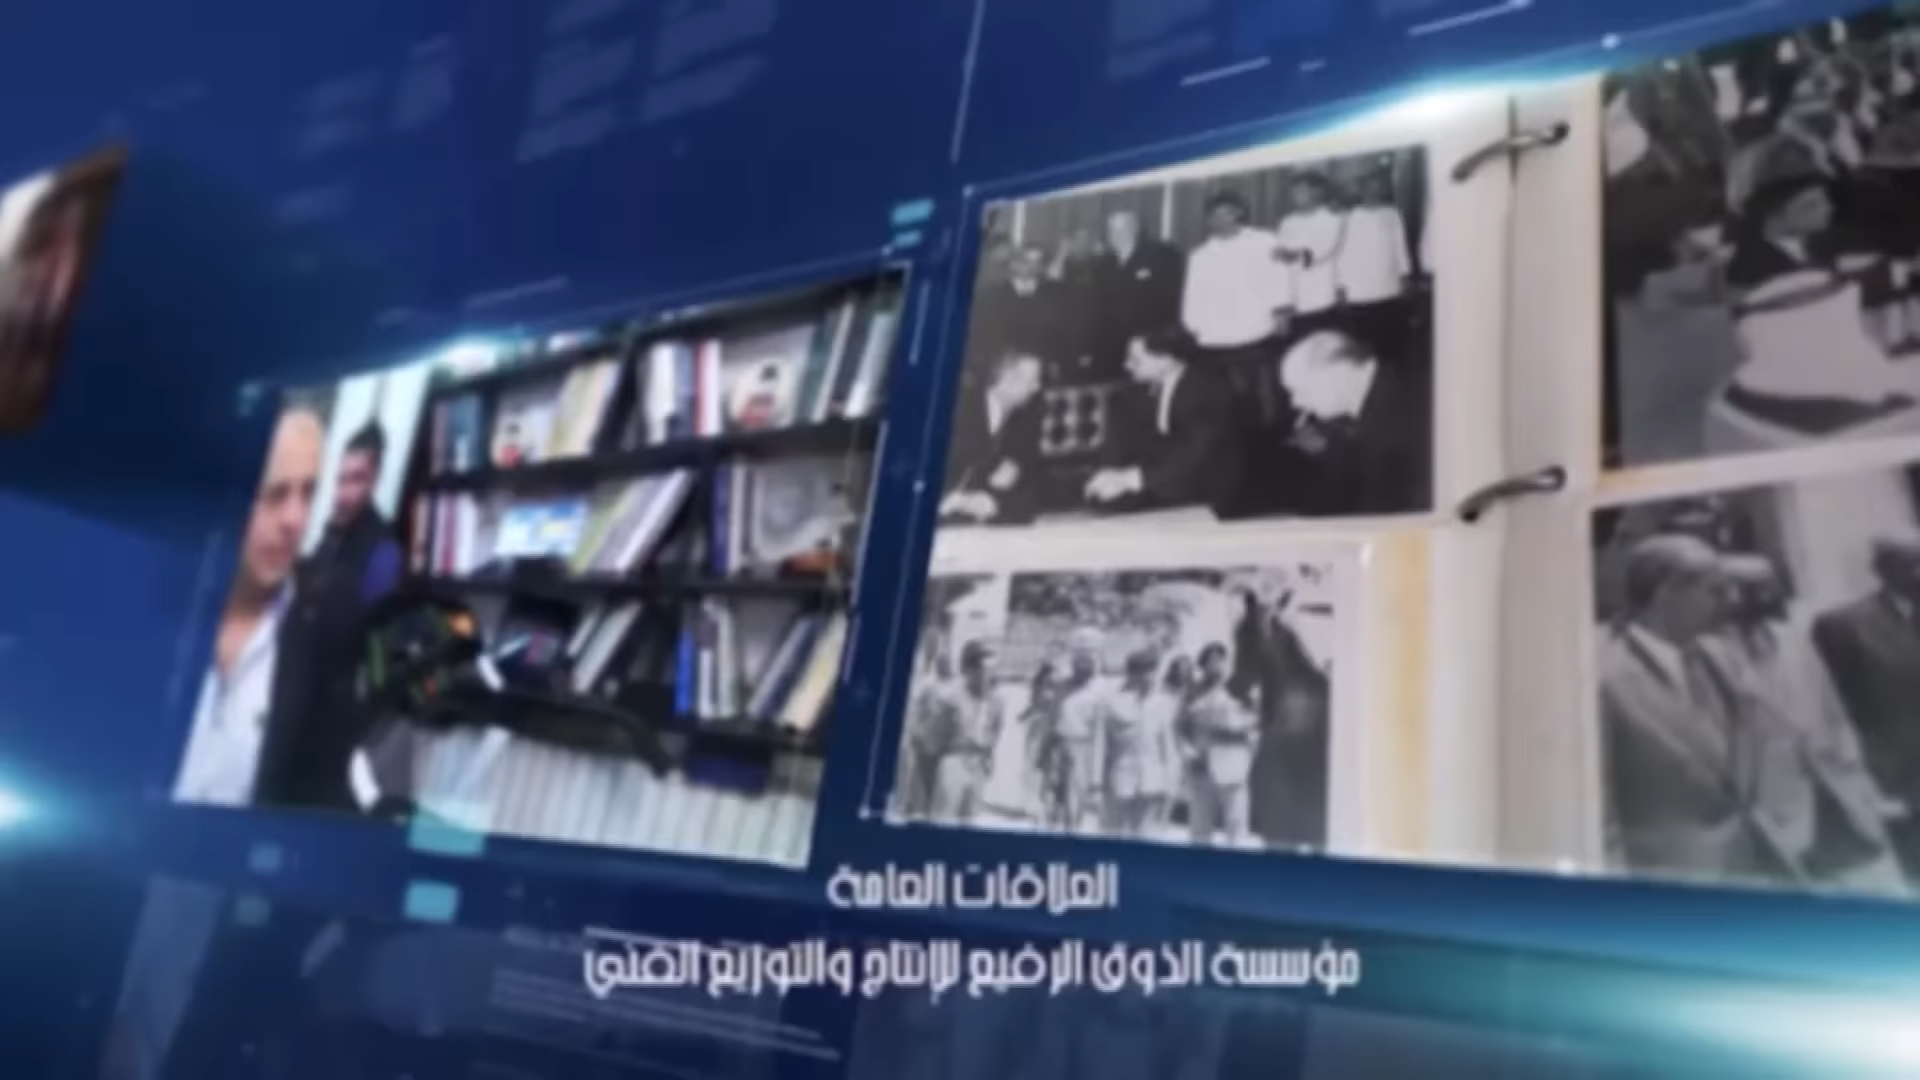 العلاقات العامة
مؤسسة الذوق الرفيع للإنتاج والتوزيع الفني